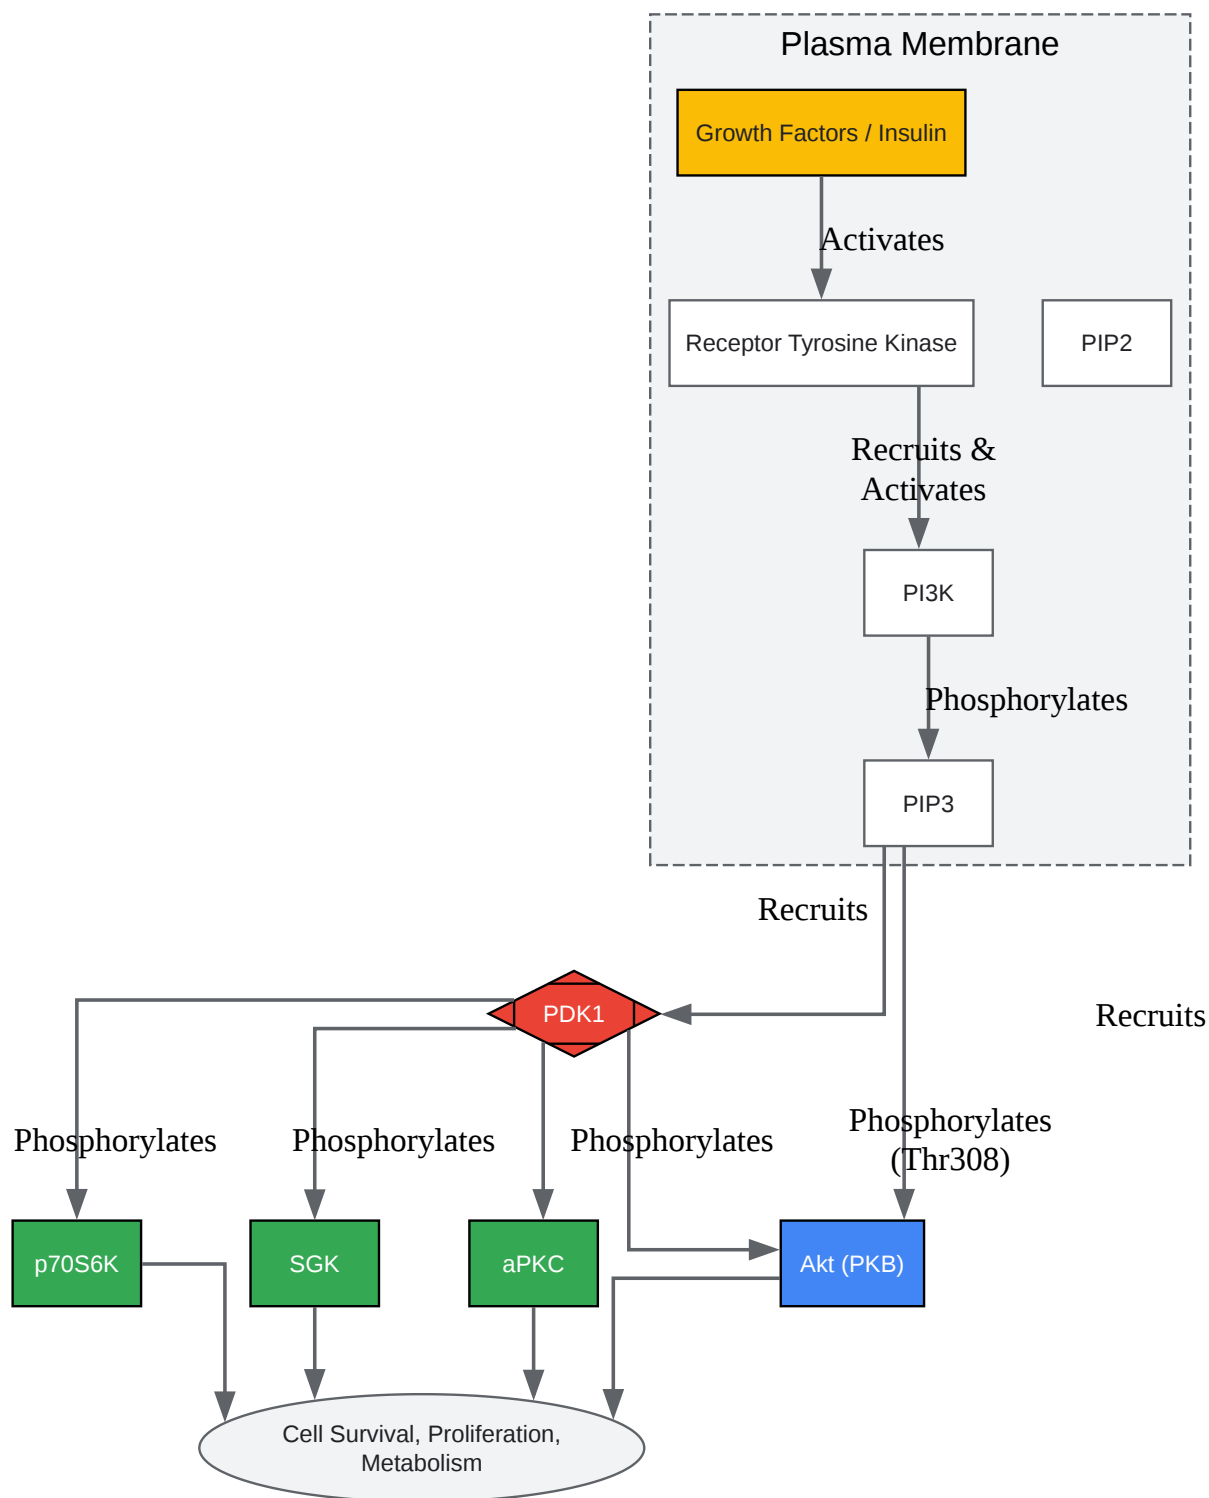 Plasma Membrane
Growth Factors / Insulin
Activates
Receptor Tyrosine Kinase
PIP2
Recruits &
Activates
PI3K
Phosphorylates
PIP3
Recruits
PDK1
Recruits
Phosphorylates
Phosphorylates
Phosphorylates
Phosphorylates
(Thr308)
p70S6K
SGK
aPKC
Akt (PKB)
Cell Survival, Proliferation,
Metabolism